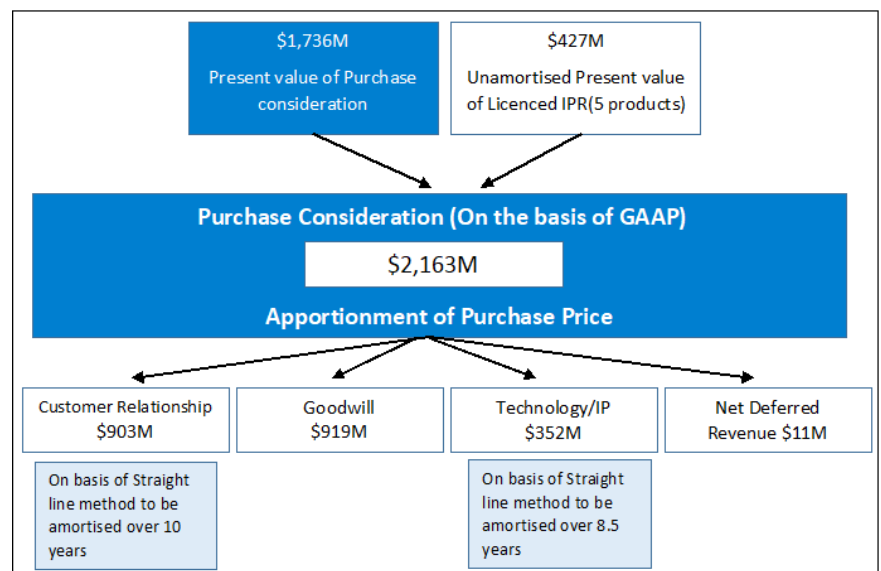 $1,736M
Present value of Purchase
consideration
$427M
Unamortised Present value
of Licenced IPR(5 products)
Purchase Consideration (On the basis of GAAP)
$2,163M
Apportionment of Purchase Price
Customer Relationship
$903M
Goodwill
$919M
Technology/IP
$352M
Net Deferred
Revenue $11M
On basis of Straight
line method to be
amortised over 10
years
On basis of Straight
line method to be
amortised over 8.5
years